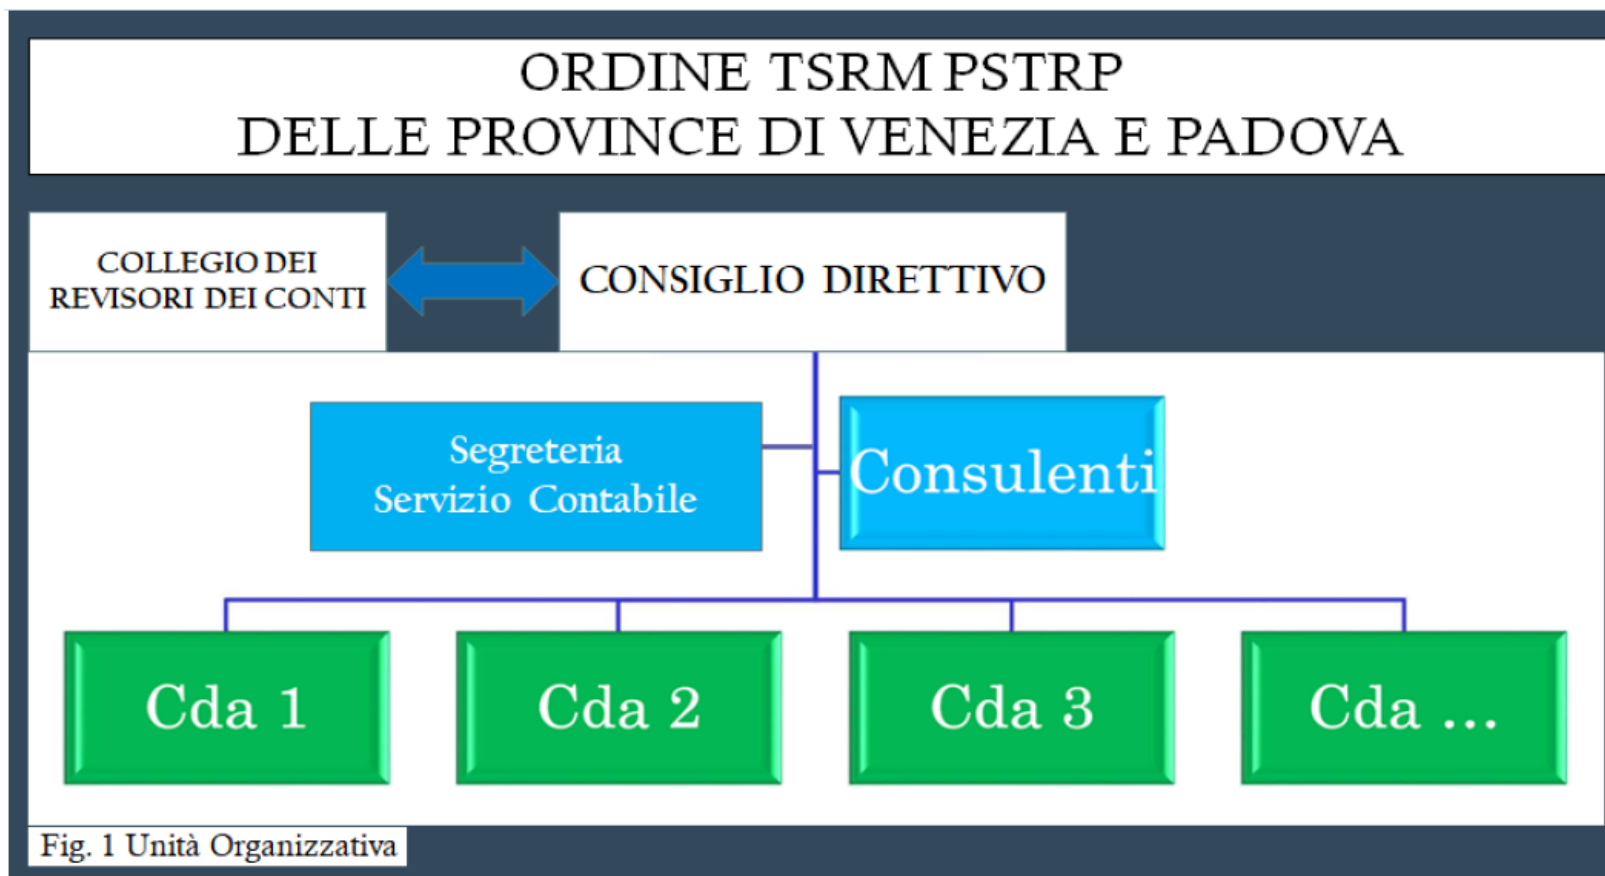 ORDINE TSRM PSTRP
DELLE PROVINCE DI VENEZIA E PADOVA
COLLEGIO DEI
REVISORI DEI CONTI
CONSIGLIO DIRETTIVO
Segreteria
Servizio Contabile
Consulenti
Cda 1
Cda 2
Cda 3
Cda ...
Fig. 1 Unità Organizzativa